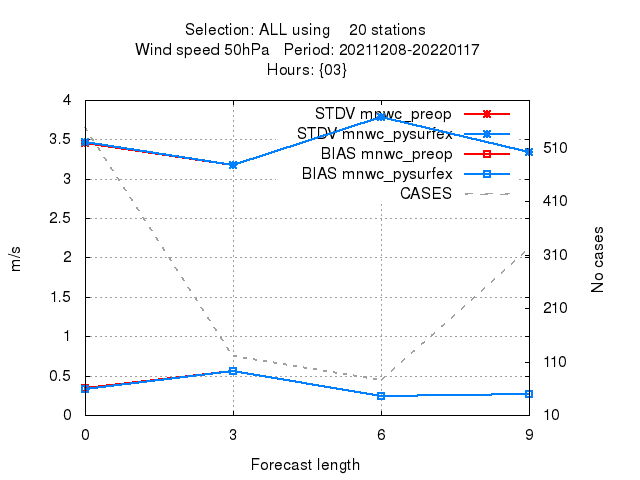 Selection: ALL using    20 stations
Wind speed 50hPa   Period: 20211208-20220117
Hours: {03}
STDV mnwc_preop
STDV mnwc_pysurfex
BIAS mnwc_preop
BIAS mnwc_pysurfex
CASES
4
3.5
3
2.5
2
1.5
1
0.5
0
m/s
510
410
310
210
110
10
No cases
0 3 6 9
Forecast length